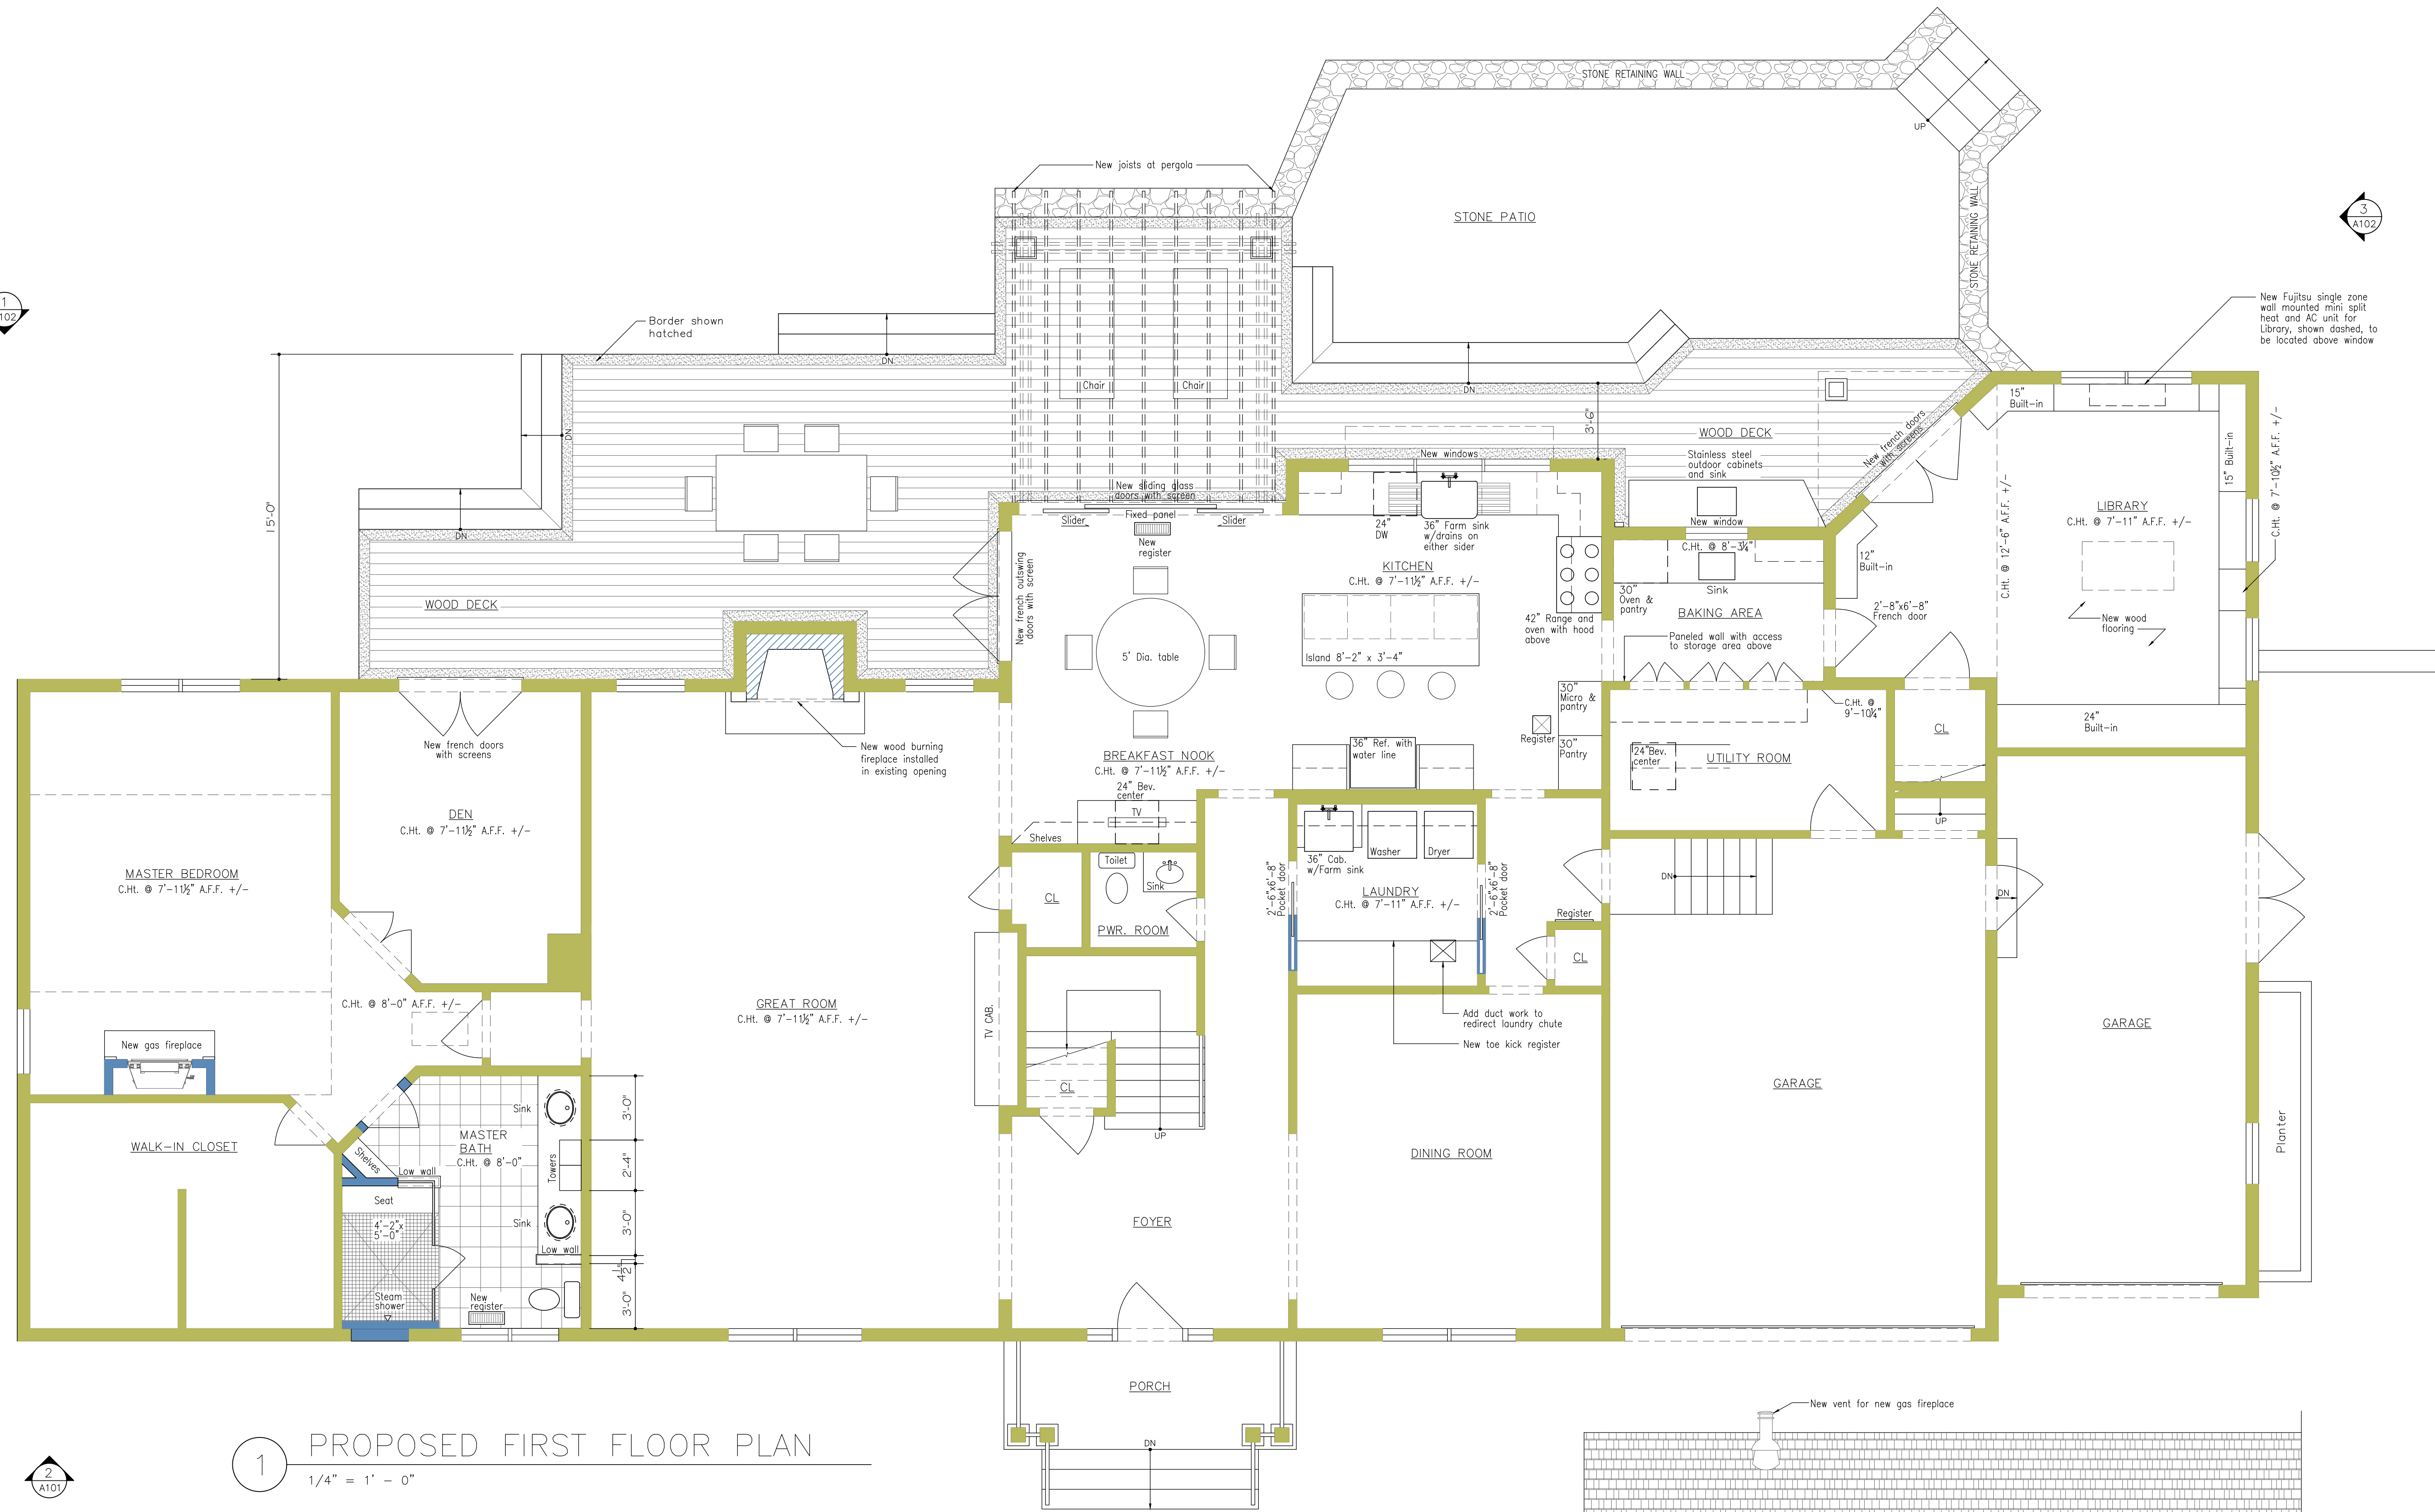 STONE RETAINING WALL
UP
New joists at pergola
STONE RETAINING WALL
STONE PATIO
3
A102
1
102
New Fujitsu single zone
wall mounted mini split
heat and AC unit for
Library, shown dashed, to
be located above window
Border shown
hatched
DN
Chair
Chair
DN
DN
15'-0"
DN
3'-6"
WOOD DECK
New french doors
with screens
15"
Built-in
15" Built-in
C.Ht. @ 7'-10½" A.F.F. +/-
C.Ht. @ 12'-6" A.F.F. +/-
LIBRARY
C.Ht. @ 7'-11" A.F.F. +/-
New windows
Stainless steel
outdoor cabinets
and sink
New window
New sliding glass
doors with screen
Slider
Fixed panel
Slider
New
register
24"
DW
36" Farm sink
w/drains on
either sider
C.Ht. @ 8'-3¼"
Sink
12"
Built-in
KITCHEN
C.Ht. @ 7'-11½" A.F.F. +/-
New french outswing
doors with screen
WOOD DECK
30"
Oven &
pantry
BAKING AREA
2'-8"x6'-8"
French door
New wood
flooring
42" Range and
oven with hood
above
Paneled wall with access
to storage area above
5' Dia. table
Island 8'-2" x 3'-4"
30"
Micro &
pantry
C.Ht. @
9'-10¼"
24"
Built-in
CL
Register
30"
Pantry
24"Bev.
center
UTILITY ROOM
New french doors
with screens
New wood burning
fireplace installed
in existing opening
BREAKFAST NOOK
C.Ht. @ 7'-11½" A.F.F. +/-
36" Ref. with
water line
24" Bev.
center
TV
Shelves
DEN
C.Ht. @ 7'-11½" A.F.F. +/-
UP
MASTER BEDROOM
C.Ht. @ 7'-11½" A.F.F. +/-
Toilet
Sink
CL
PWR. ROOM
2'-6"x6'-8"
Pocket door
36" Cab.
w/Farm sink
Washer
Dryer
LAUNDRY
C.Ht. @ 7'-11" A.F.F. +/-
2'-6"x6'-8"
Pocket door
DN
DN
Register
CL
C.Ht. @ 8'-0" A.F.F. +/-
GREAT ROOM
C.Ht. @ 7'-11½" A.F.F. +/-
TV CAB.
Add duct work to
redirect laundry chute
New toe kick register
GARAGE
New gas fireplace
CL
GARAGE
Planter
UP
WALK-IN CLOSET
Sink
MASTER
BATH
C.Ht. @ 8'-0"
Shelves
Low wall
Towers
3'-0"
2'-4"
DINING ROOM
Seat
4'-2"x
5'-0"
Sink
3'-0"
FOYER
Low wall
4½"
Steam
shower
New
register
3'-0"
PORCH
DN
New vent for new gas fireplace
1
PROPOSED FIRST FLOOR PLAN
1/4" = 1' - 0"
2
A101